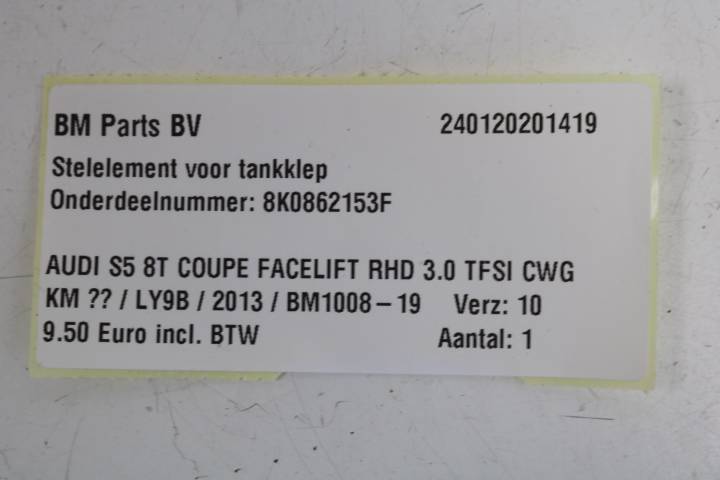 BM Parts BV 240120201419
Stelelement voor tankklep
Onderdeelnummer: 8K0862153F
AUDI S5 8T COUPE FACELIFT RHD 3.0 TFSI CWG
KM ?? / LY9B / 2013 / BM1008-19 Verz: 10
9.50 Euro incl. BTW Aantal: 1